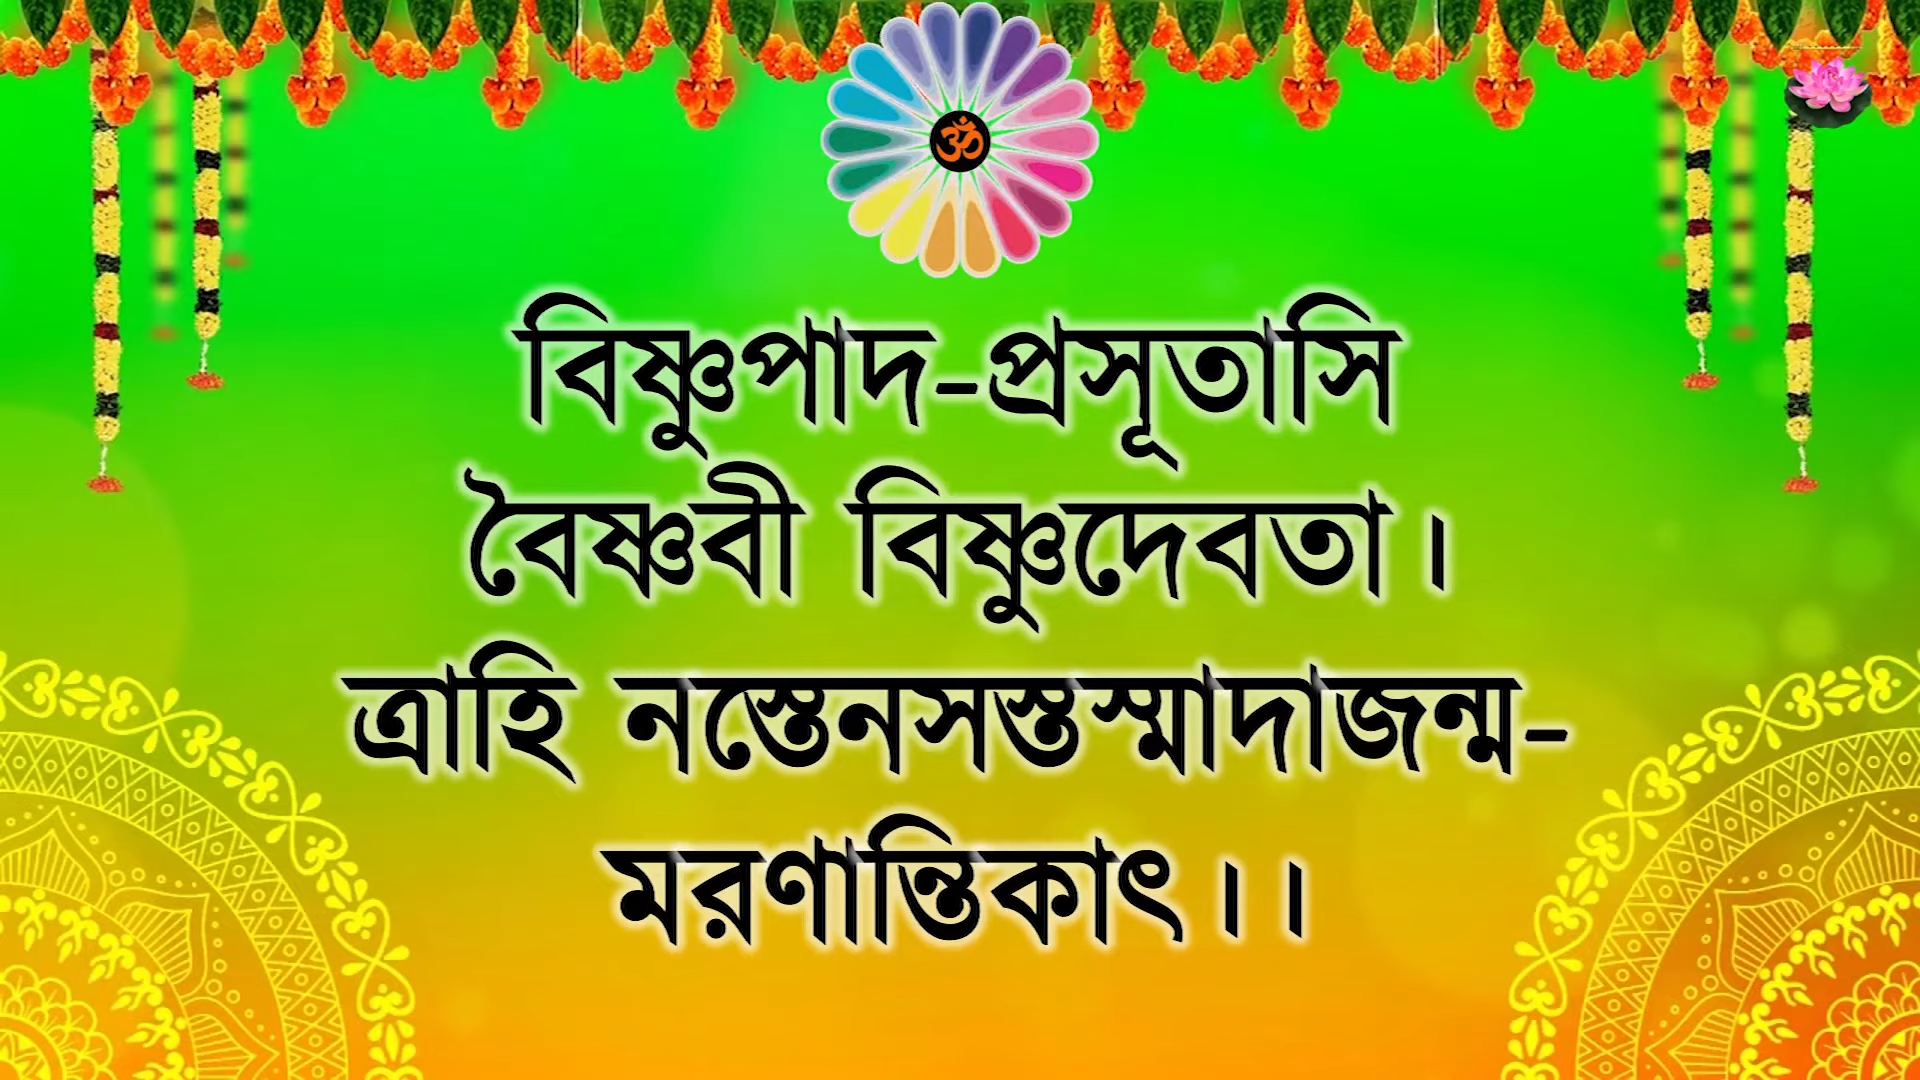 ॐ
বিষ্ণুপাদ-প্রসূতাসি
বৈষ্ণবী বিষ্ণুদেবতা।
ত্রাহি নস্তেনসস্তস্মাদাজন্ম-
মরণান্তিকাৎ।।